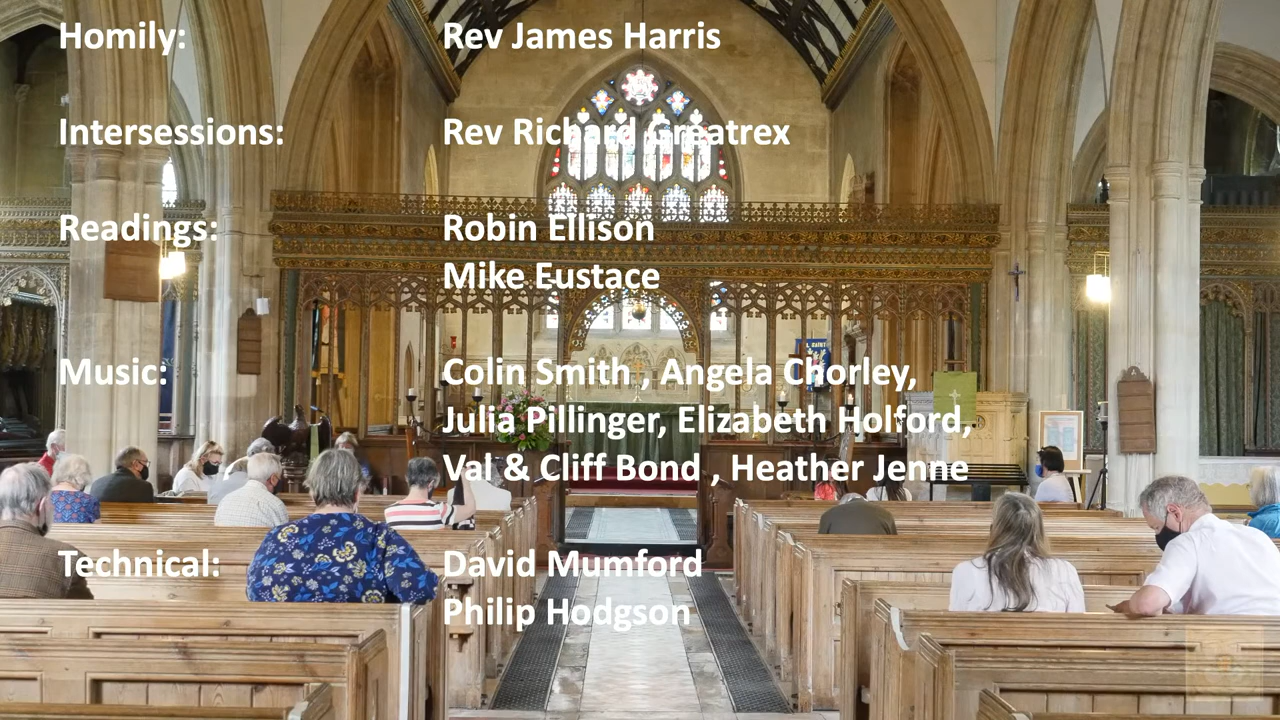 Homily: Rev James Harris
Intersessions: Rev Richard Greatrex
Readings: Robin Ellison
Mike Eustace
Music: Colin Smith , Angela Chorley,
Julia Pillinger, Elizabeth Holford,
Val & Cliff Bond , Heather Jenne
Technical: David Mumford
Philip Hodgson